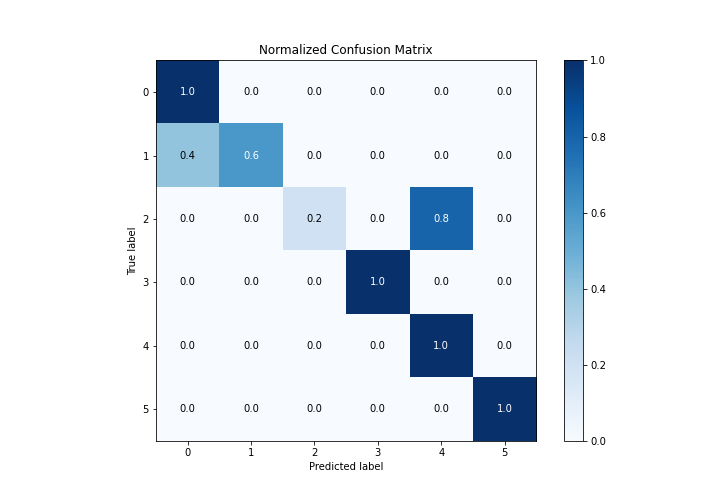 Normalized Confusion Matrix
0 1.0 0.0 0.0 0.0 0.0 0.0
1 0.4 0.6 0.0 0.0 0.0 0.0
2 0.0 0.0 0.2 0.0 0.8 0.0
3 0.0 0.0 0.0 1.0 0.0 0.0
4 0.0 0.0 0.0 0.0 1.0 0.0
5 0.0 0.0 0.0 0.0 0.0 1.0
0 1 2 3 4 5
True label
Predicted label
1.0
0.8
0.6
0.4
0.2
0.0